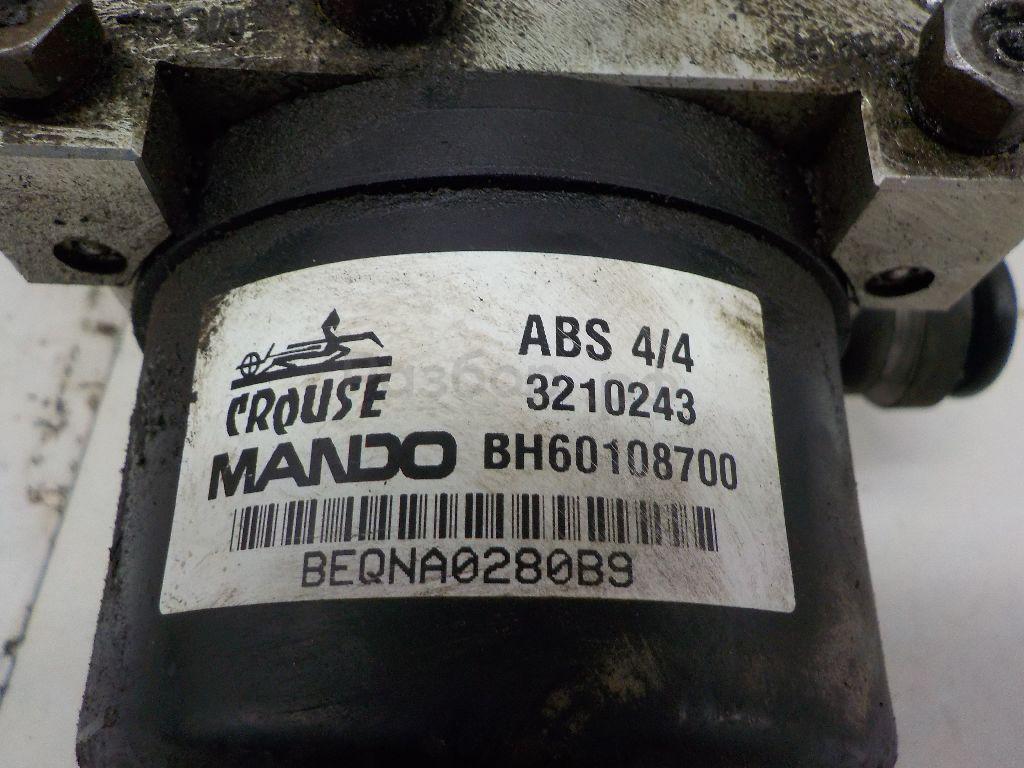 ABS 4/4
CROUSE 3210243
MANDO BH60108700
BEQNA0280B9